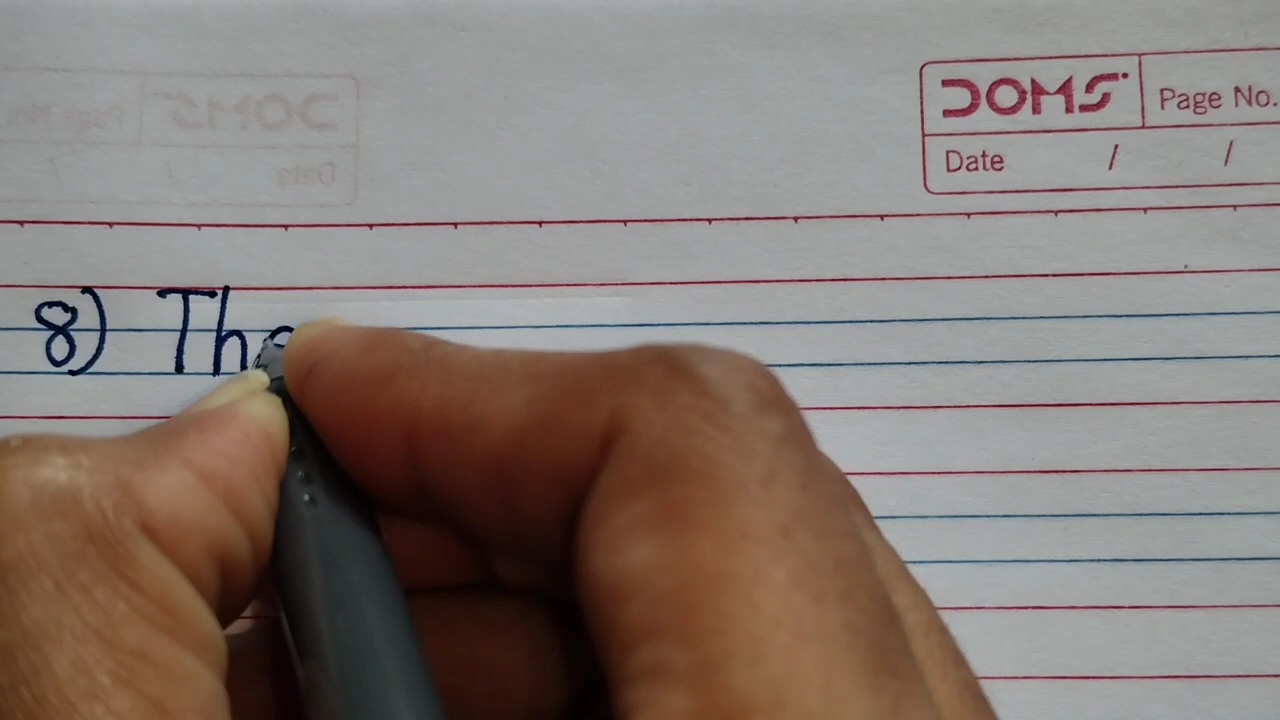 DOMS Page No.
Date / /
8) Th